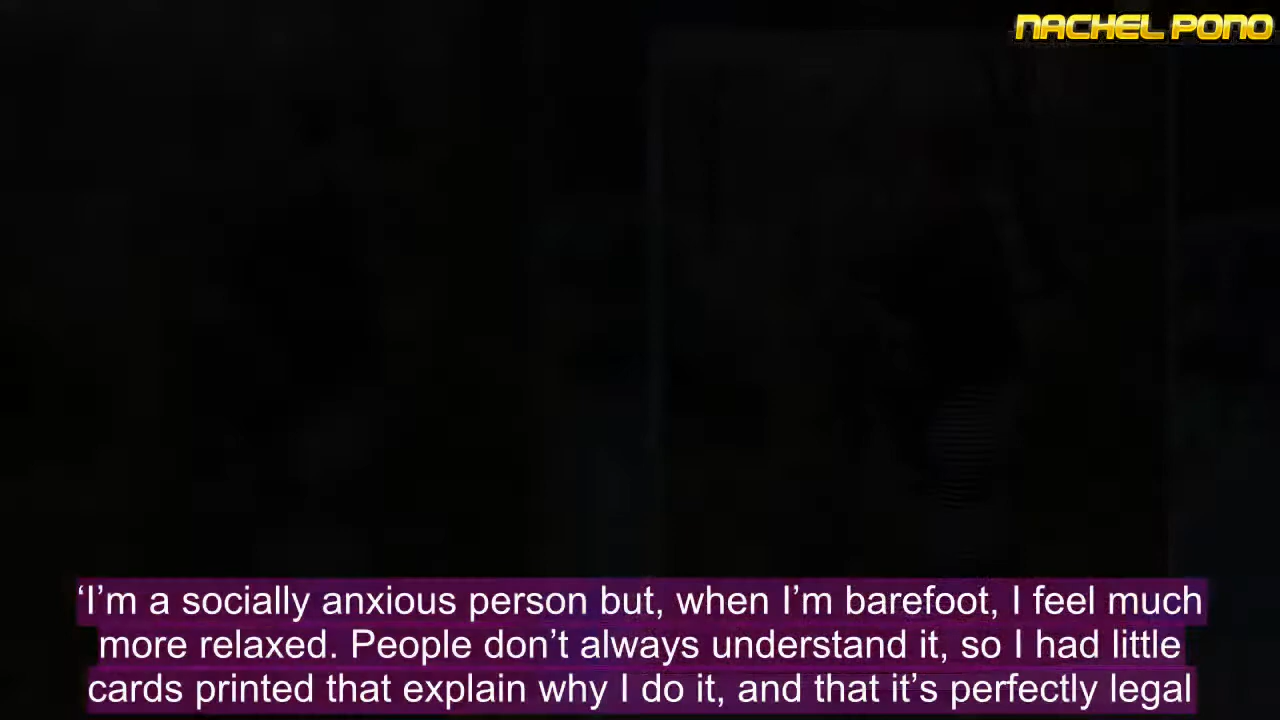 NACHEL PONO
‘I’m a socially anxious person but, when I’m barefoot, I feel much
more relaxed. People don’t always understand it, so I had little
cards printed that explain why I do it, and that it’s perfectly legal